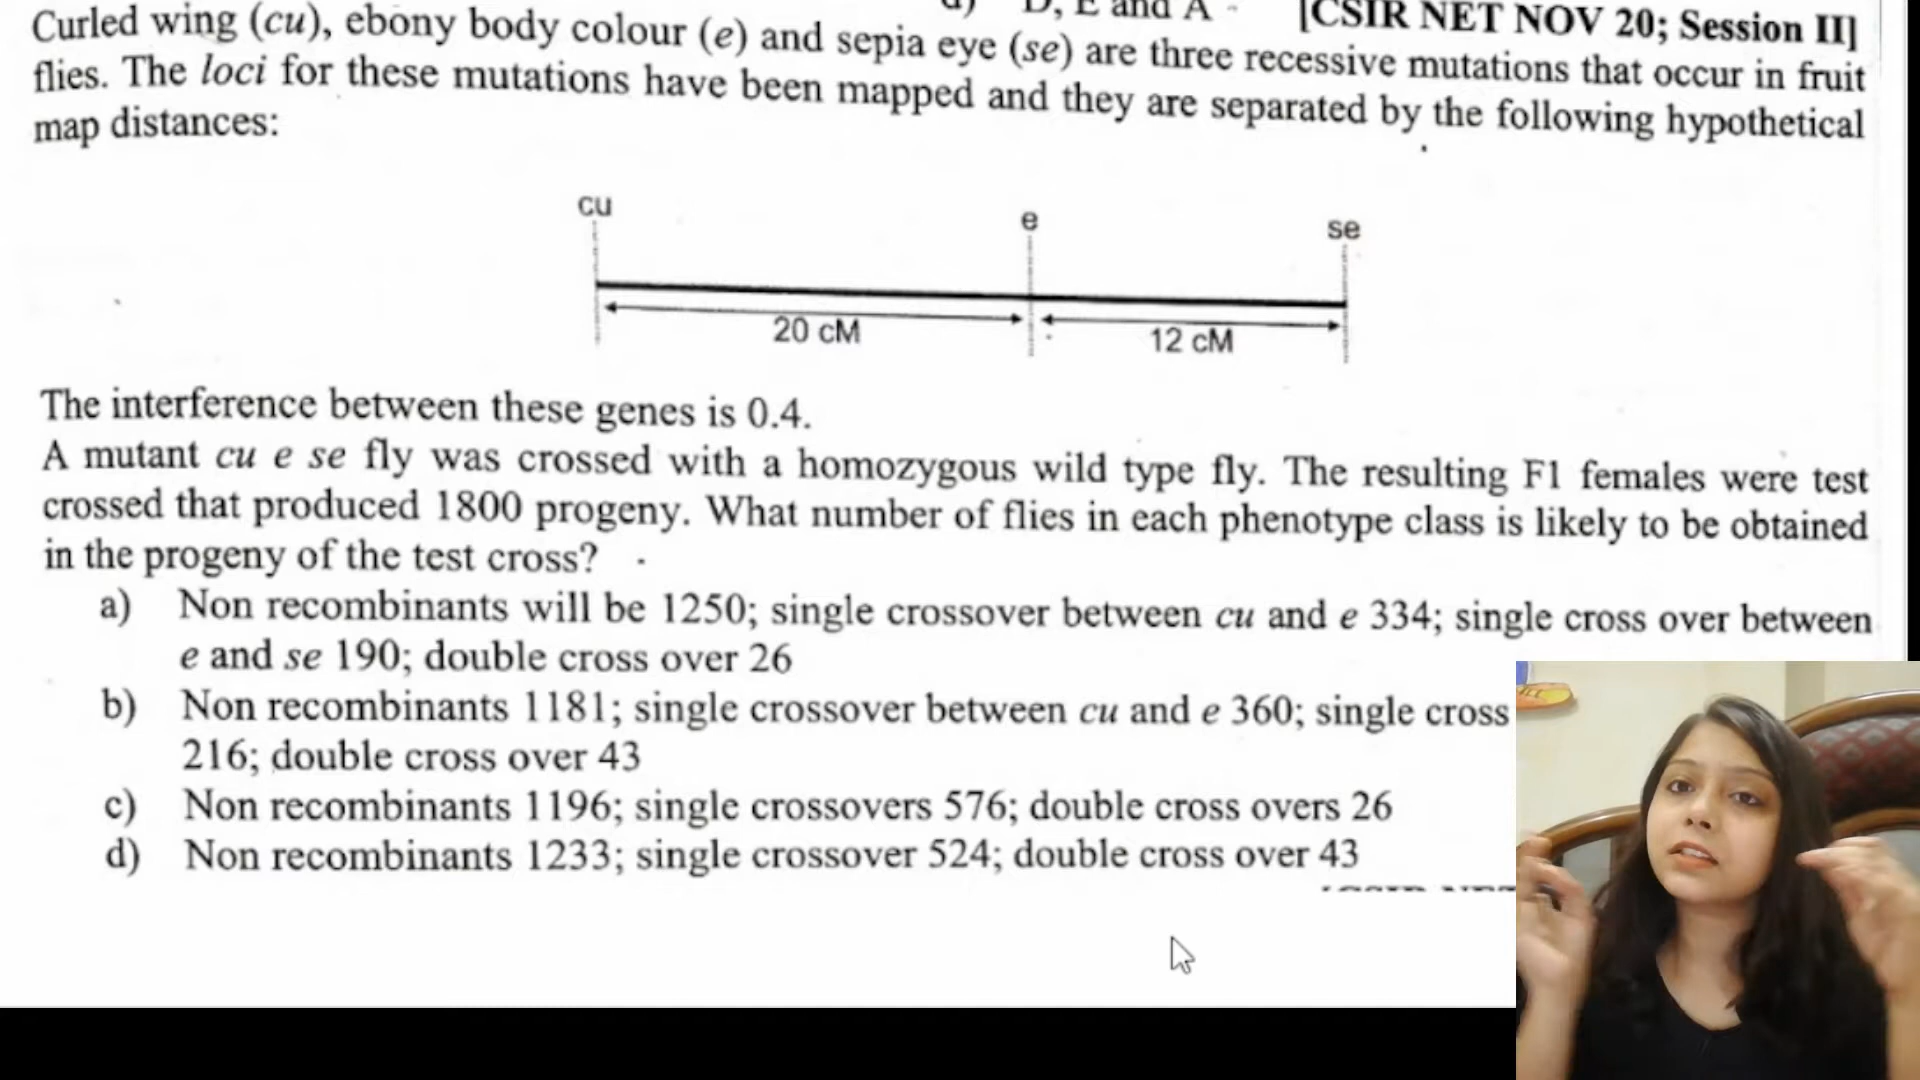 d) D, E and A [CSIR NET NOV 20; Session II]
Curled wing (cu), ebony body colour (e) and sepia eye (se) are three recessive mutations that occur in fruit
flies. The loci for these mutations have been mapped and they are separated by the following hypothetical
map distances:
cu e se
20 cM 12 cM
The interference between these genes is 0.4.
A mutant cu e se fly was crossed with a homozygous wild type fly. The resulting F1 females were test
crossed that produced 1800 progeny. What number of flies in each phenotype class is likely to be obtained
in the progeny of the test cross?
a) Non recombinants will be 1250; single crossover between cu and e 334; single cross over between
e and se 190; double cross over 26
b) Non recombinants 1181; single crossover between cu and e 360; single cross
216; double cross over 43
c) Non recombinants 1196; single crossovers 576; double cross overs 26
d) Non recombinants 1233; single crossover 524; double cross over 43